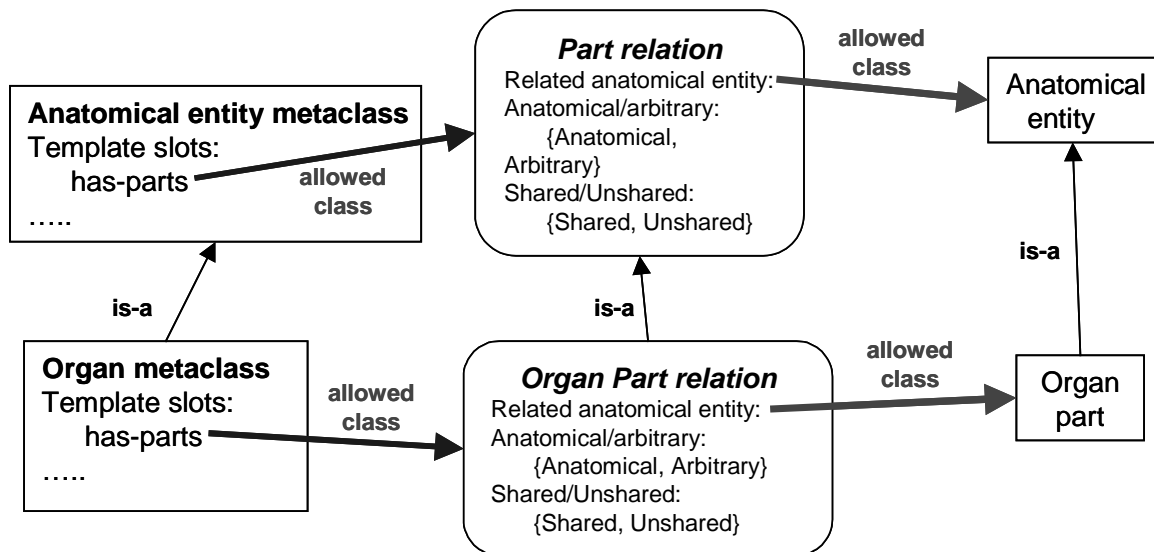 Anatomical entity metaclass
Template slots:
has-parts
…..
allowed
class
Part relation
Related anatomical entity:
Anatomical/arbitrary:
{Anatomical,
Arbitrary}
Shared/Unshared:
{Shared, Unshared}
allowed
class
Anatomical
entity
is-a
is-a
is-a
Organ metaclass
Template slots:
has-parts
…..
allowed
class
Organ Part relation
Related anatomical entity:
Anatomical/arbitrary:
{Anatomical, Arbitrary}
Shared/Unshared:
{Shared, Unshared}
allowed
class
Organ
part